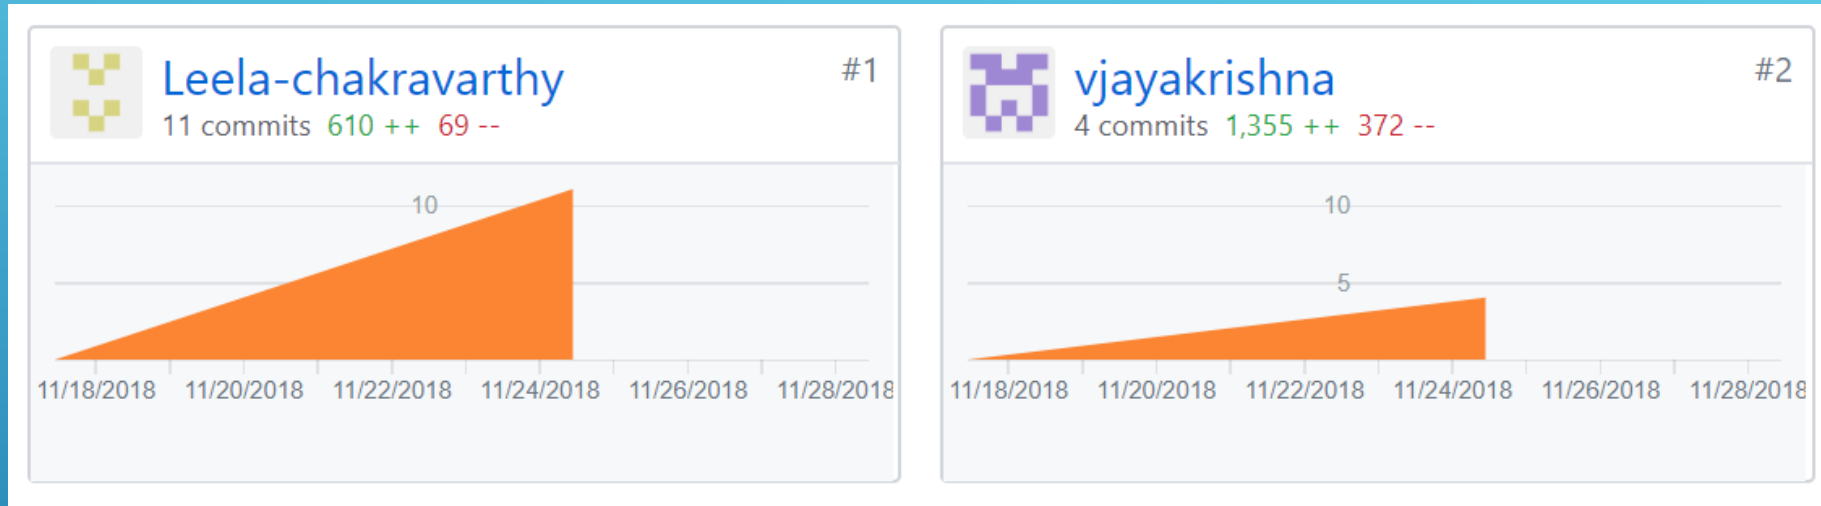 Leela-chakravarthy #1
11 commits 610 ++ 69 --
10
11/18/2018 11/20/2018 11/22/2018 11/24/2018 11/26/2018 11/28/2018
vjayakrishna #2
4 commits 1,355 ++ 372 --
10
5
11/18/2018 11/20/2018 11/22/2018 11/24/2018 11/26/2018 11/28/2018